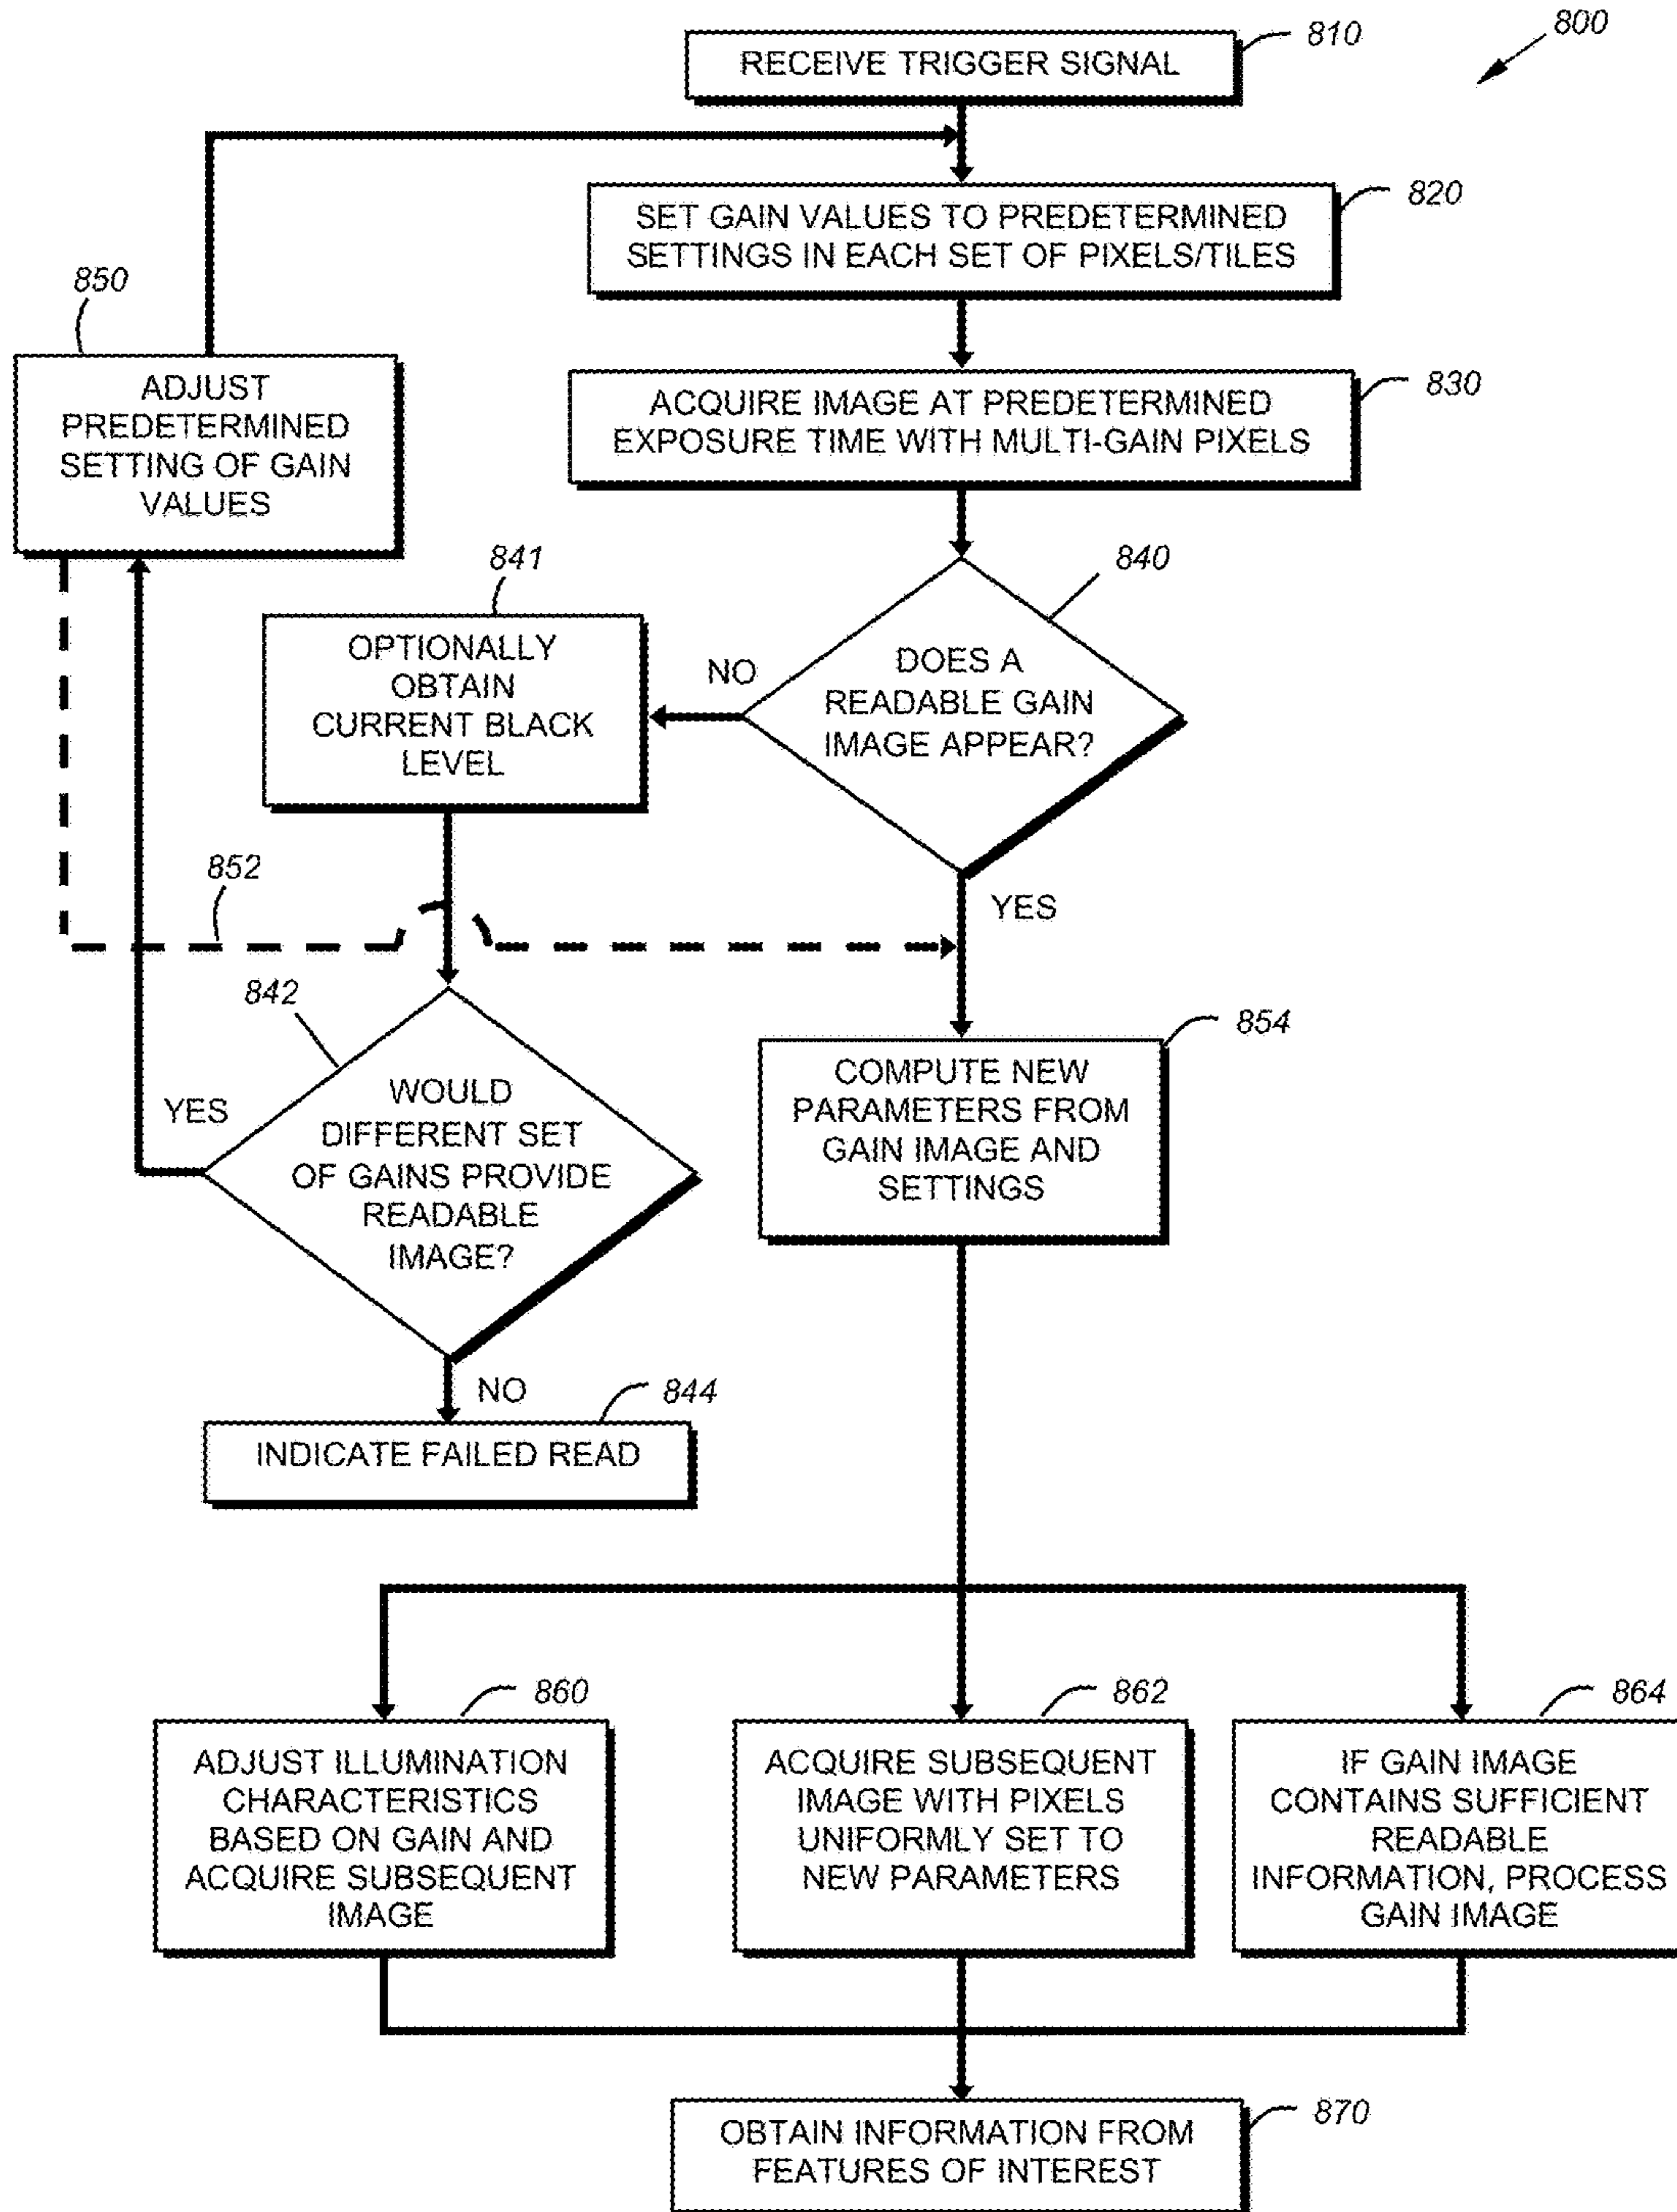 800
810
RECEIVE TRIGGER SIGNAL
820
SET GAIN VALUES TO PREDETERMINED
SETTINGS IN EACH SET OF PIXELS/TILES
850
ADJUST
PREDETERMINED
SETTING OF GAIN
VALUES
830
ACQUIRE IMAGE AT PREDETERMINED
EXPOSURE TIME WITH MULTI-GAIN PIXELS
841
OPTIONALLY
OBTAIN
CURRENT BLACK
LEVEL
NO
840
DOES A
READABLE GAIN
IMAGE APPEAR?
YES
852
842
YES
WOULD
DIFFERENT SET
OF GAINS PROVIDE
READABLE
IMAGE?
854
COMPUTE NEW
PARAMETERS FROM
GAIN IMAGE AND
SETTINGS
NO
844
INDICATE FAILED READ
860
ADJUST ILLUMINATION
CHARACTERISTICS
BASED ON GAIN AND
ACQUIRE SUBSEQUENT
IMAGE
862
ACQUIRE SUBSEQUENT
IMAGE WITH PIXELS
UNIFORMLY SET TO
NEW PARAMETERS
864
IF GAIN IMAGE
CONTAINS SUFFICIENT
READABLE
INFORMATION, PROCESS
GAIN IMAGE
870
OBTAIN INFORMATION FROM
FEATURES OF INTEREST